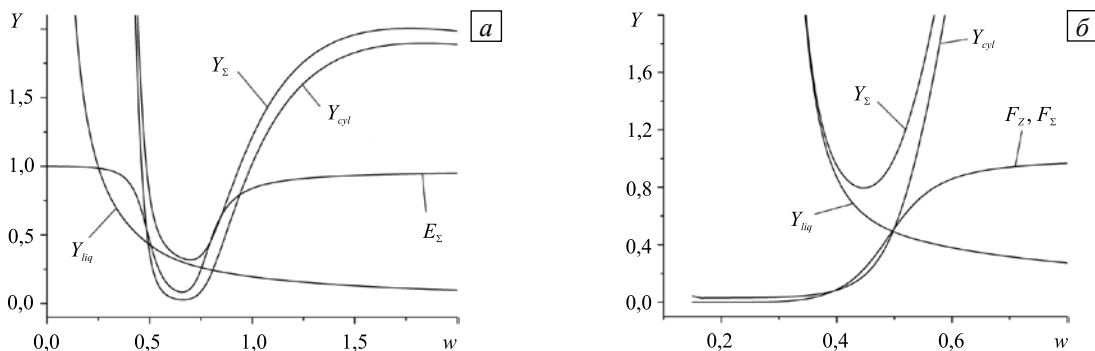 Y
а
1,5
1,0
0,5
0,0
Y_Σ
Y_cyl
Y_liq
E_Σ
0,0 0,5 1,0 1,5 w
Y
б
1,8
1,2
0,8
0,4
0,0
Y_cyl
Y_Σ
F_Z, F_Σ
Y_liq
0,2 0,4 0,6 w